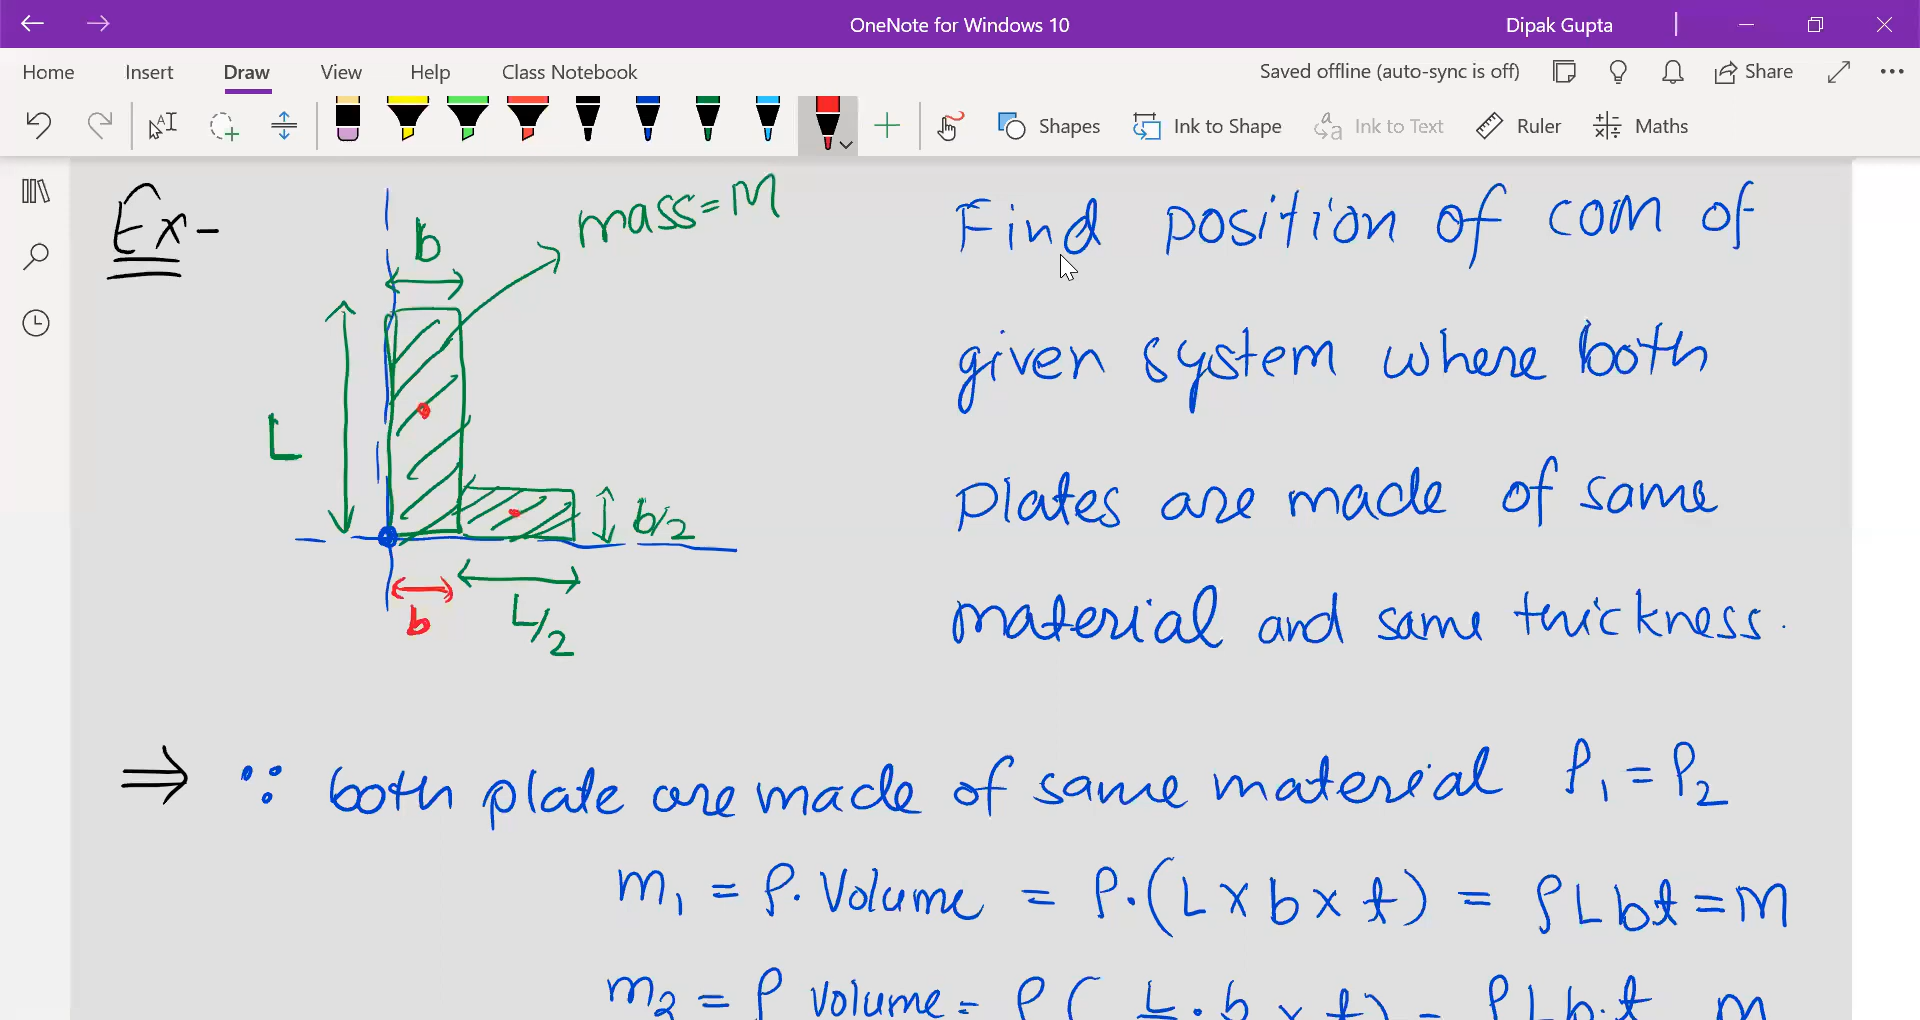 OneNote for Windows 10
Dipak Gupta
Home Insert Draw View Help Class Notebook
Saved offline (auto-sync is off) Share
Shapes Ink to Shape Ink to Text Ruler Maths
Ex-
b
mass=M
L
b/2
b
L/2
Find position of COM of
given system where both
plates are made of same
material and same thickness.
⇒ ∵ both plate are made of same material ρ₁ = ρ₂
m₁ = ρ. Volume = ρ.(L × b × t) = ρLbt = M
m₂ = ρ volume =